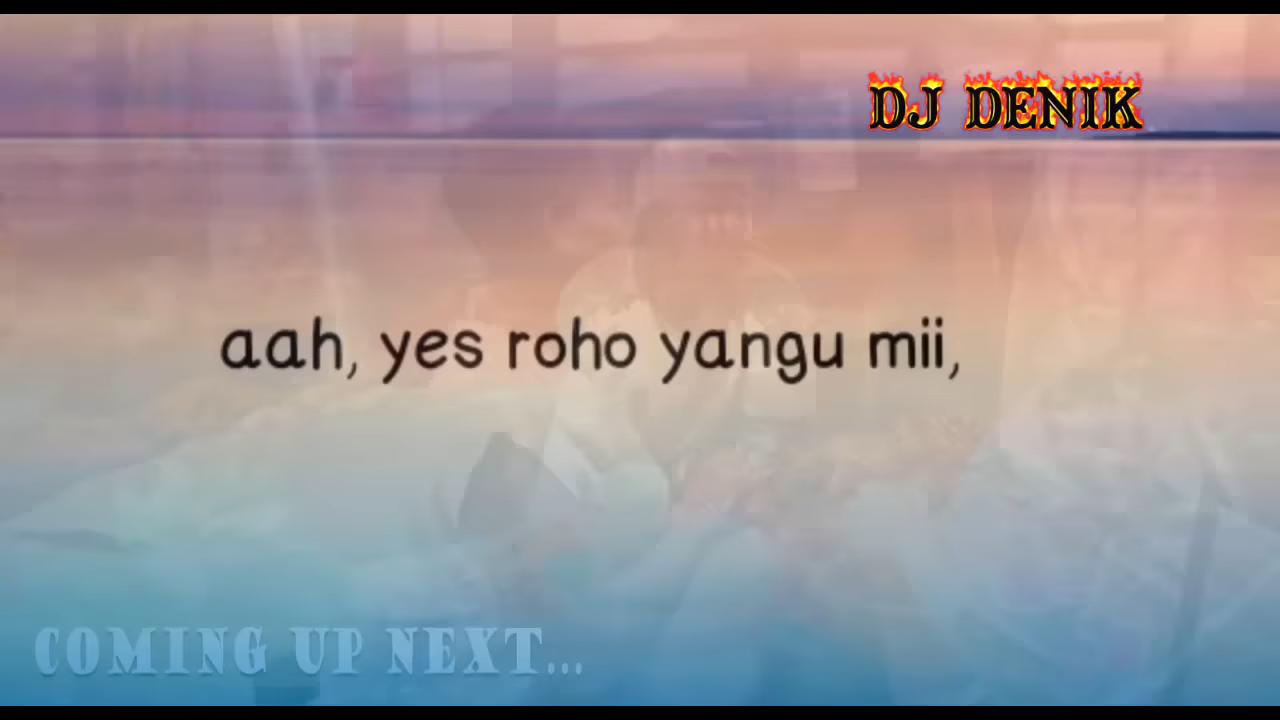 DJ DENIK
aah, yes roho yangu mii,
COMING UP NEXT...